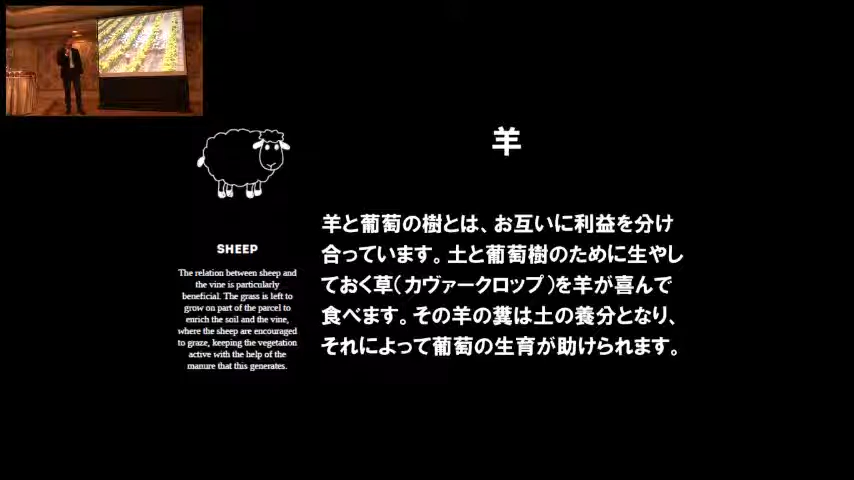 羊
SHEEP
The relation between sheep and
the vine is particularly
beneficial. The grass is left to
grow on part of the parcel to
enrich the soil and the vine,
where the sheep are encouraged
to graze, keeping the vegetation
active with the help of the
manure that this generates.
羊と葡萄の樹とは、お互いに利益を分け
合っています。土と葡萄樹のために生やし
ておく草(カヴァークロップ)を羊が喜んで
食べます。その羊の糞は土の養分となり、
それによって葡萄の生育が助けられます。